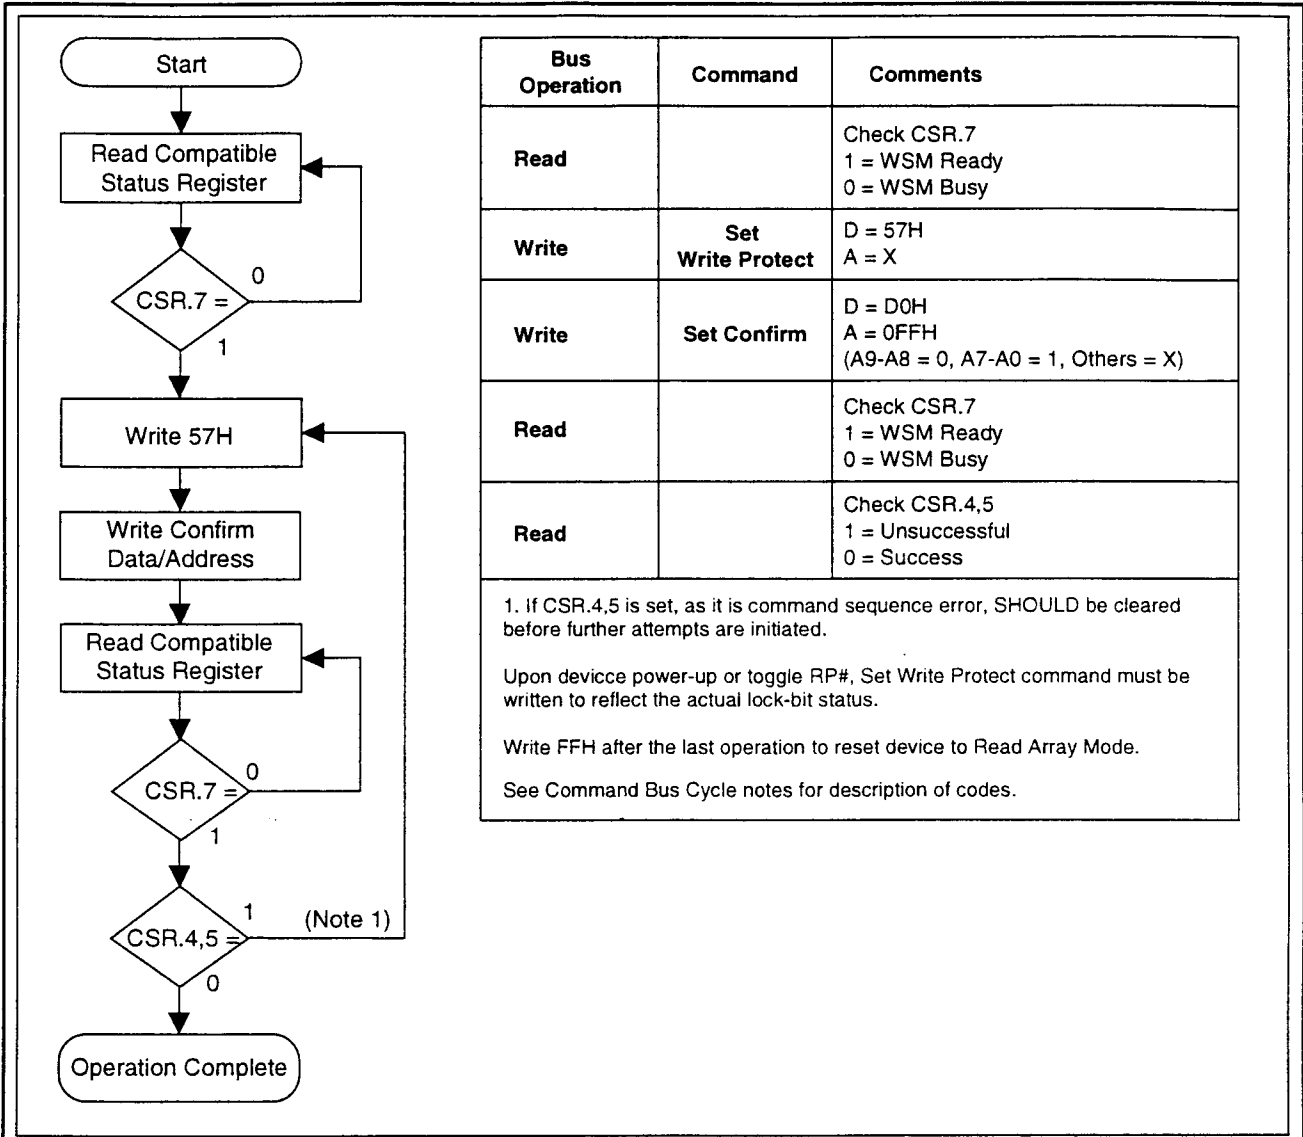 Start
Read Compatible
Status Register
0
CSR.7 =
1
Write 57H
Write Confirm
Data/Address
Read Compatible
Status Register
0
CSR.7 =
1
1
(Note 1)
CSR.4,5 =
0
Operation Complete
Bus
Operation
Command
Comments
Read
Check CSR.7
1 = WSM Ready
0 = WSM Busy
Write
Set
Write Protect
D = 57H
A = X
Write
Set Confirm
D = D0H
A = 0FFH
(A9-A8 = 0, A7-A0 = 1, Others = X)
Read
Check CSR.7
1 = WSM Ready
0 = WSM Busy
Read
Check CSR.4,5
1 = Unsuccessful
0 = Success
1. If CSR.4,5 is set, as it is command sequence error, SHOULD be cleared
before further attempts are initiated.
Upon devicce power-up or toggle RP#, Set Write Protect command must be
written to reflect the actual lock-bit status.
Write FFH after the last operation to reset device to Read Array Mode.
See Command Bus Cycle notes for description of codes.